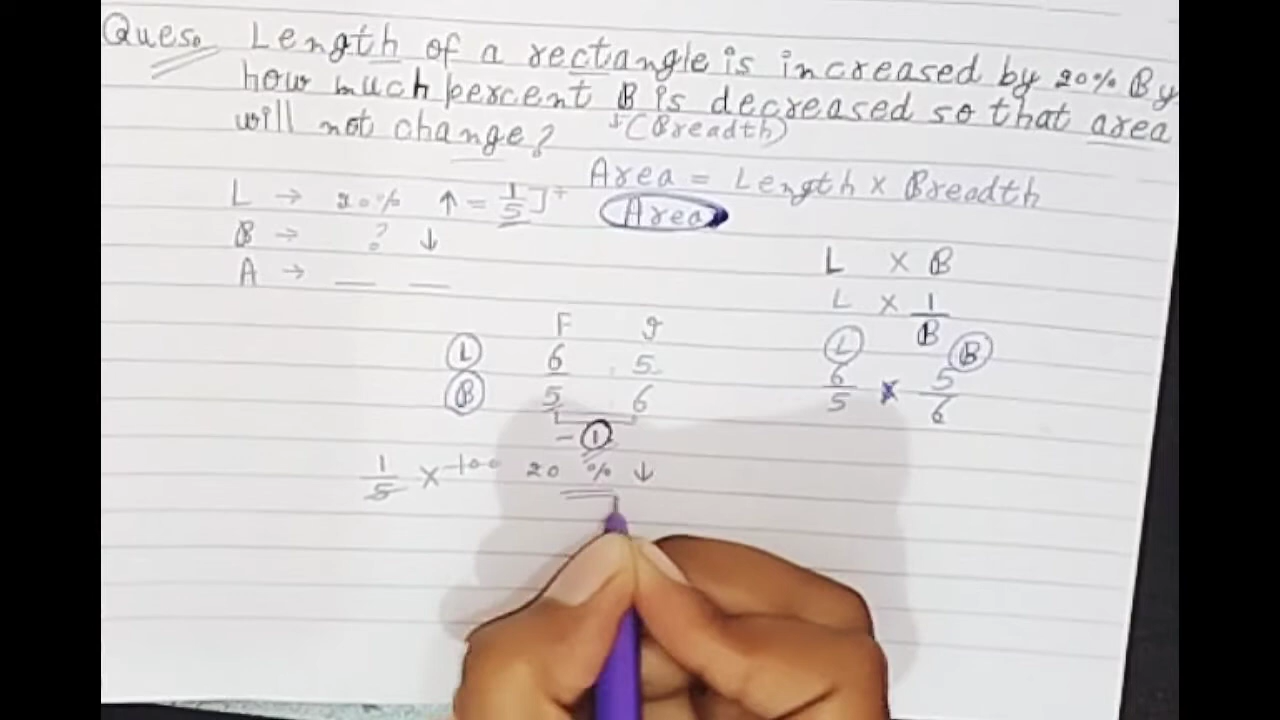 Ques. Length of a rectangle is increased by 20% By
how much percent B is decreased so that area
will not change? ↓(Breadth)
Area = Length × Breadth
L → 20% ↑ = 1/5]+
Area
B → ? ↓
L × B
A → __ __
L × 1/B
F I
L 6 5
B 5 6
L B
6/5 × 5/6
- 1
1/5 × 100 20 % ↓